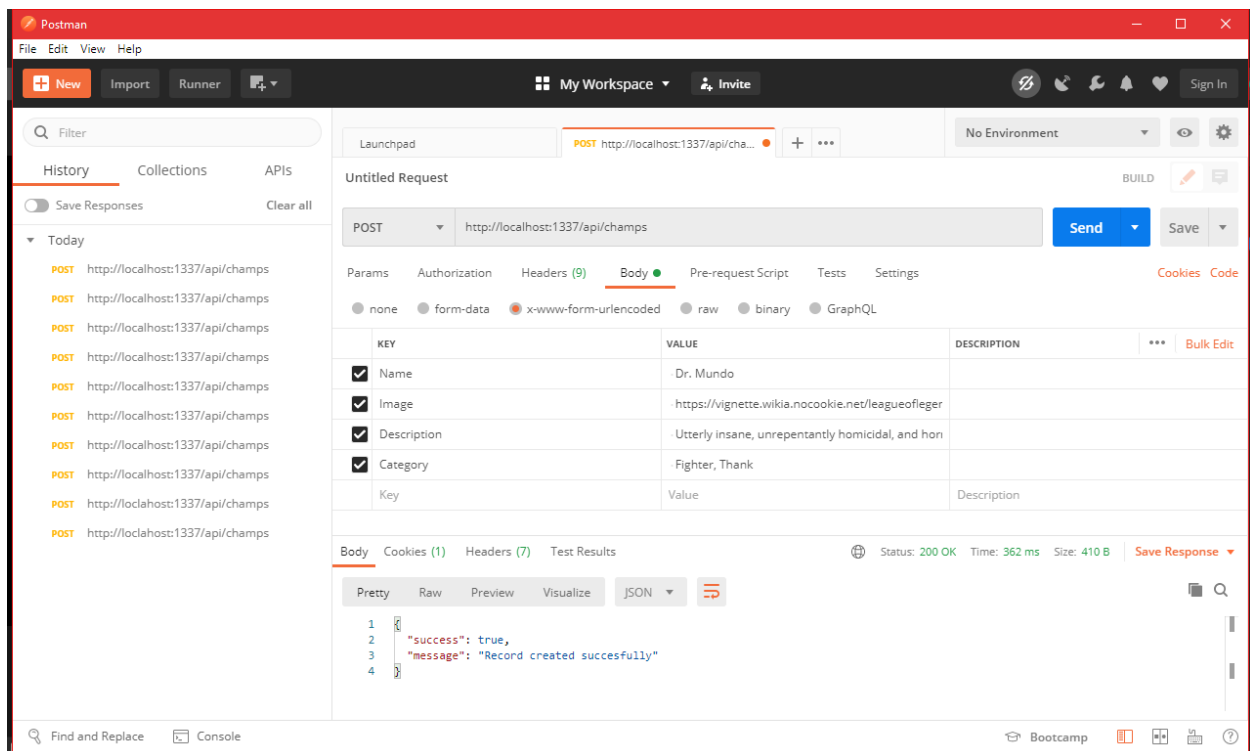 Postman
File Edit View Help
New Import Runner My Workspace Invite Sign In
Filter
History Collections APIs
Save Responses Clear all
Today
POST http://localhost:1337/api/champs
POST http://localhost:1337/api/champs
POST http://localhost:1337/api/champs
POST http://localhost:1337/api/champs
POST http://localhost:1337/api/champs
POST http://localhost:1337/api/champs
POST http://localhost:1337/api/champs
POST http://localhost:1337/api/champs
POST http://loclahost:1337/api/champs
POST http://loclahost:1337/api/champs
Launchpad POST http://localhost:1337/api/cha... No Environment
Untitled Request BUILD
POST http://localhost:1337/api/champs Send Save
Params Authorization Headers (9) Body Pre-request Script Tests Settings Cookies Code
none form-data x-www-form-urlencoded raw binary GraphQL
KEY VALUE DESCRIPTION Bulk Edit
Name Dr. Mundo
Image https://vignette.wikia.nocookie.net/leagueofleger
Description Utterly insane, unrepentantly homicidal, and hor
Category Fighter, Thank
Key Value Description
Body Cookies (1) Headers (7) Test Results Status: 200 OK Time: 362 ms Size: 410 B Save Response
Pretty Raw Preview Visualize JSON
1 {
2 "success": true,
3 "message": "Record created succesfully"
4 }
Find and Replace Console Bootcamp